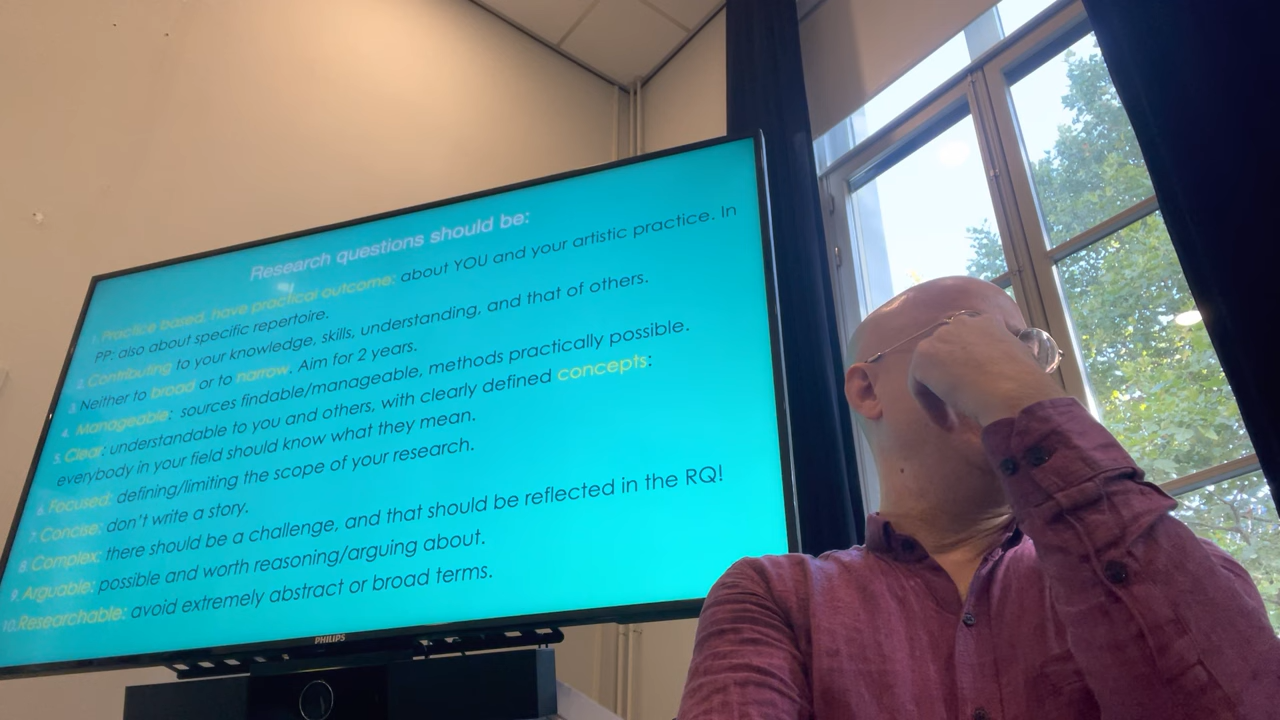 Research questions should be:
1. Practice based, have practical outcome: about YOU and your artistic practice. In
PP: also about specific repertoire.
2. Contributing to your knowledge, skills, understanding, and that of others.
3. Neither to broad or to narrow. Aim for 2 years.
4. Manageable: sources findable/manageable, methods practically possible.
5. Clear: understandable to you and others, with clearly defined concepts:
everybody in your field should know what they mean.
6. Focused: defining/limiting the scope of your research.
7. Concise: don't write a story.
8. Complex: there should be a challenge, and that should be reflected in the RQ!
9. Arguable: possible and worth reasoning/arguing about.
10. Researchable: avoid extremely abstract or broad terms.
PHILIPS